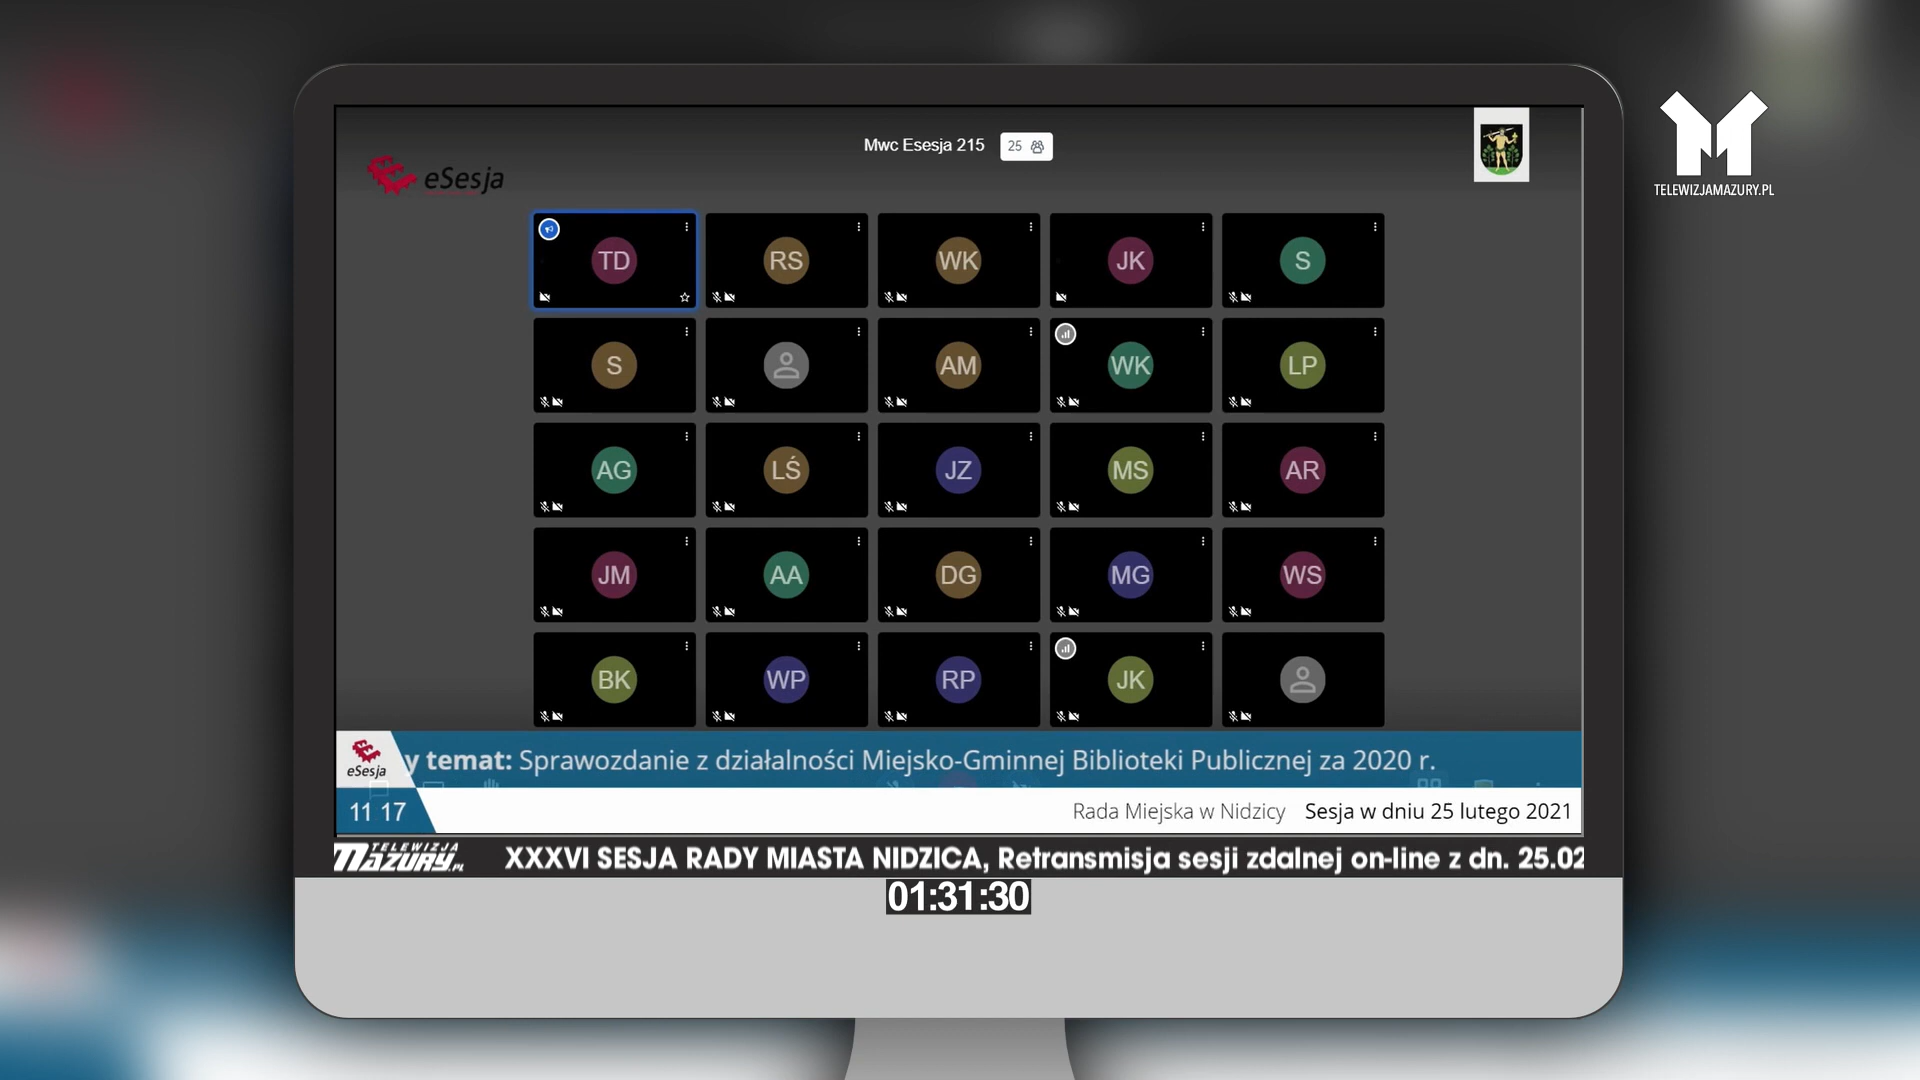 Mwc Esesja 215 25
eSesja
TELEWIZJAMAZURY.PL
TD RS WK JK S
S AM WK LP
AG LŚ JZ MS AR
JM AA DG MG WS
BK WP RP JK
eSesja
y temat: Sprawozdanie z działalności Miejsko-Gminnej Biblioteki Publicznej za 2020 r.
11 17 Rada Miejska w Nidzicy Sesja w dniu 25 lutego 2021
TELEWIZJA
MAZURY.PL
XXXVI SESJA RADY MIASTA NIDZICA, Retransmisja sesji zdalnej on-line z dn. 25.02
01:31:30